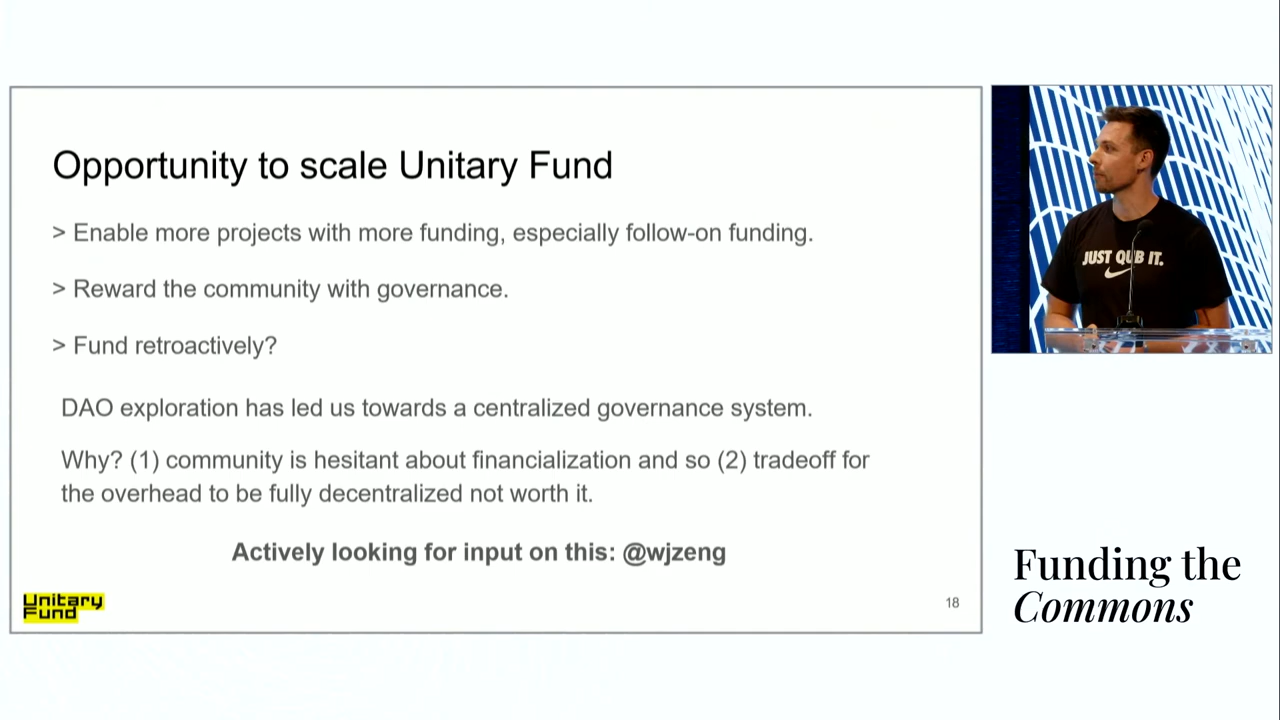 Opportunity to scale Unitary Fund
> Enable more projects with more funding, especially follow-on funding.
> Reward the community with governance.
> Fund retroactively?
DAO exploration has led us towards a centralized governance system.
Why? (1) community is hesitant about financialization and so (2) tradeoff for
the overhead to be fully decentralized not worth it.
Actively looking for input on this: @wjzeng
Unitary
Fund
18
JUST QUB IT.
Funding the
Commons